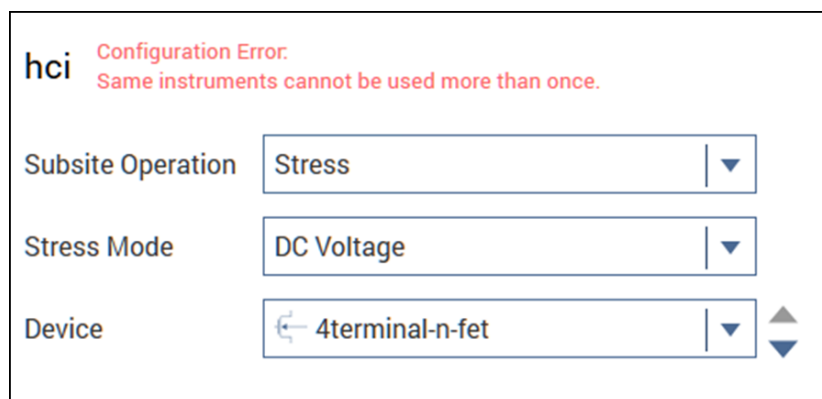 hci
Configuration Error:
Same instruments cannot be used more than once.
Subsite Operation
Stress
Stress Mode
DC Voltage
Device
4terminal-n-fet